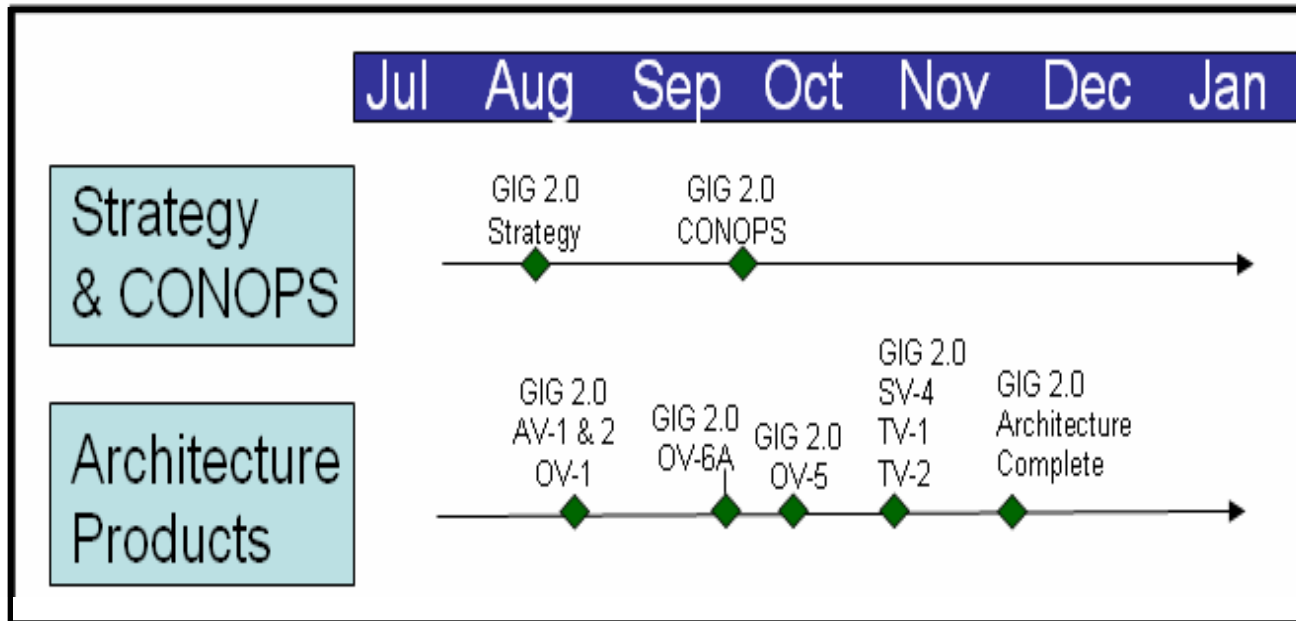 Jul Aug Sep Oct Nov Dec Jan
Strategy
& CONOPS
GIG 2.0
Strategy
GIG 2.0
CONOPS
Architecture
Products
GIG 2.0
AV-1 & 2
OV-1
GIG 2.0
OV-6A
GIG 2.0
OV-5
GIG 2.0
SV-4
TV-1
TV-2
GIG 2.0
Architecture
Complete